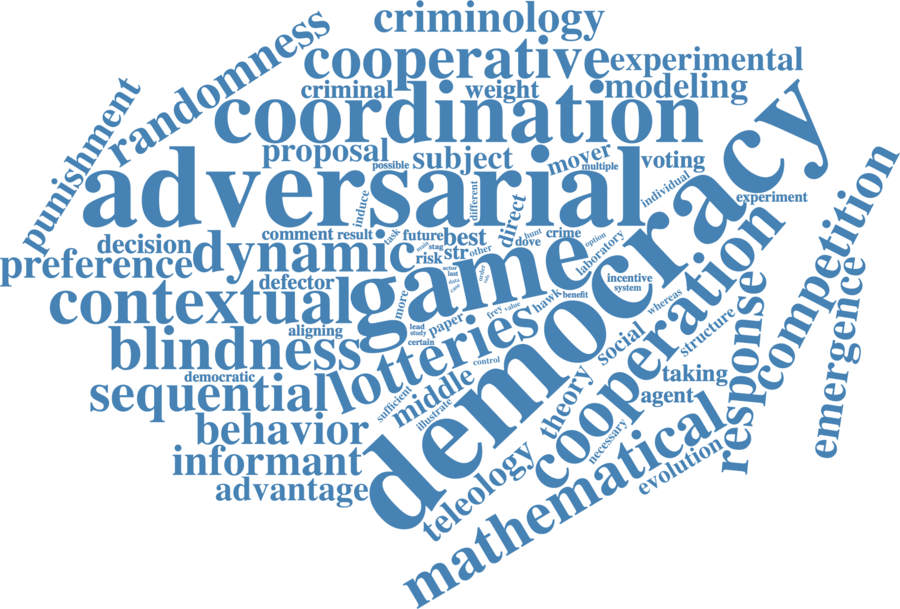 criminology
cooperative
experimental
randomness
criminal
weight
modeling
coordination
punishment
proposal
possible
subject
mover
multiple
voting
adversarial
induce
different
direct
individual
experiment
democracy
competition
decision
comment
result
task
future
best
hunt
dove
crime
option
laboratory
preference
dynamic
main
stag
str
other
risk
game
cooperation
defector
actor
last
data
case
order
only
incentive
system
contextual
more
hawk
benefit
whereas
emergence
response
aligning
lead
study
certain
paper
frey
value
structure
social
blindness
lotteries
control
democratic
middle
taking
sequential
sufficient
illustrate
theory
agent
behavior
necessary
mathematical
informant
teleology
evolution
advantage